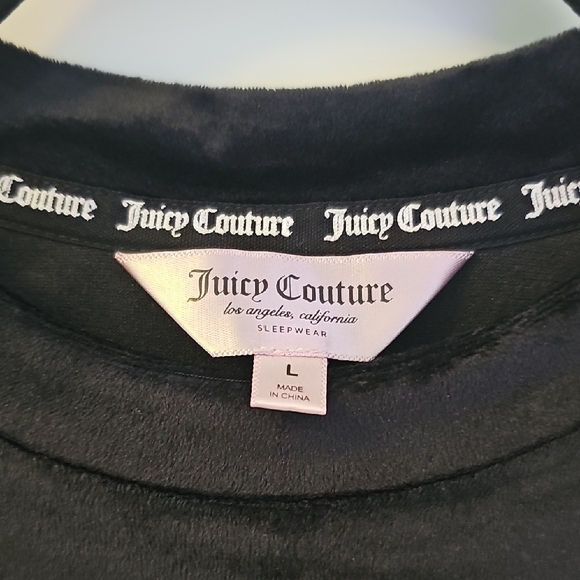 Couture Juicy Couture Juicy Couture Juicy
Juicy Couture
los angeles, california
SLEEPWEAR
L
MADE
IN CHINA